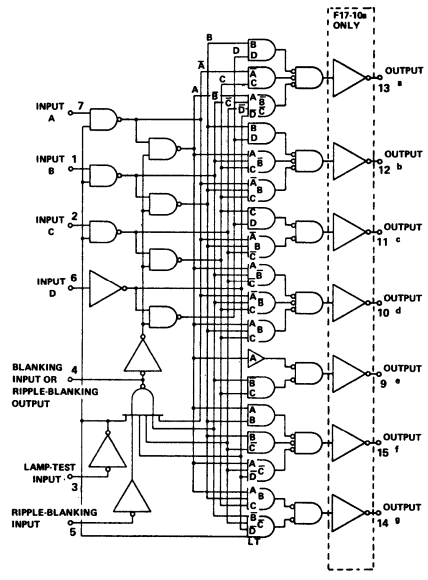 F17-10s
ONLY
B
D
B
D
OUTPUT
a
13
A̅
A̅
C
C
INPUT
A
7
A
B̅
C̅
D̅
A
B̅
C̅
D̅
INPUT
B
1
B
D
OUTPUT
b
12
A
B̅
C
A̅
B
C
INPUT
C
2
C
D
OUTPUT
c
11
A̅
B
C̅
INPUT
D
6
A
B̅
C̅
OUTPUT
d
10
A̅
B̅
C
A
B
C
BLANKING
INPUT OR
RIPPLE-BLANKING
OUTPUT
4
A
OUTPUT
e
9
B̅
C
A
B
OUTPUT
f
15
B̅
C
A
C̅
D̅
LAMP-TEST
INPUT
3
RIPPLE-BLANKING
INPUT
5
A
B
C
OUTPUT
g
14
B̅
C̅
D̅
LT